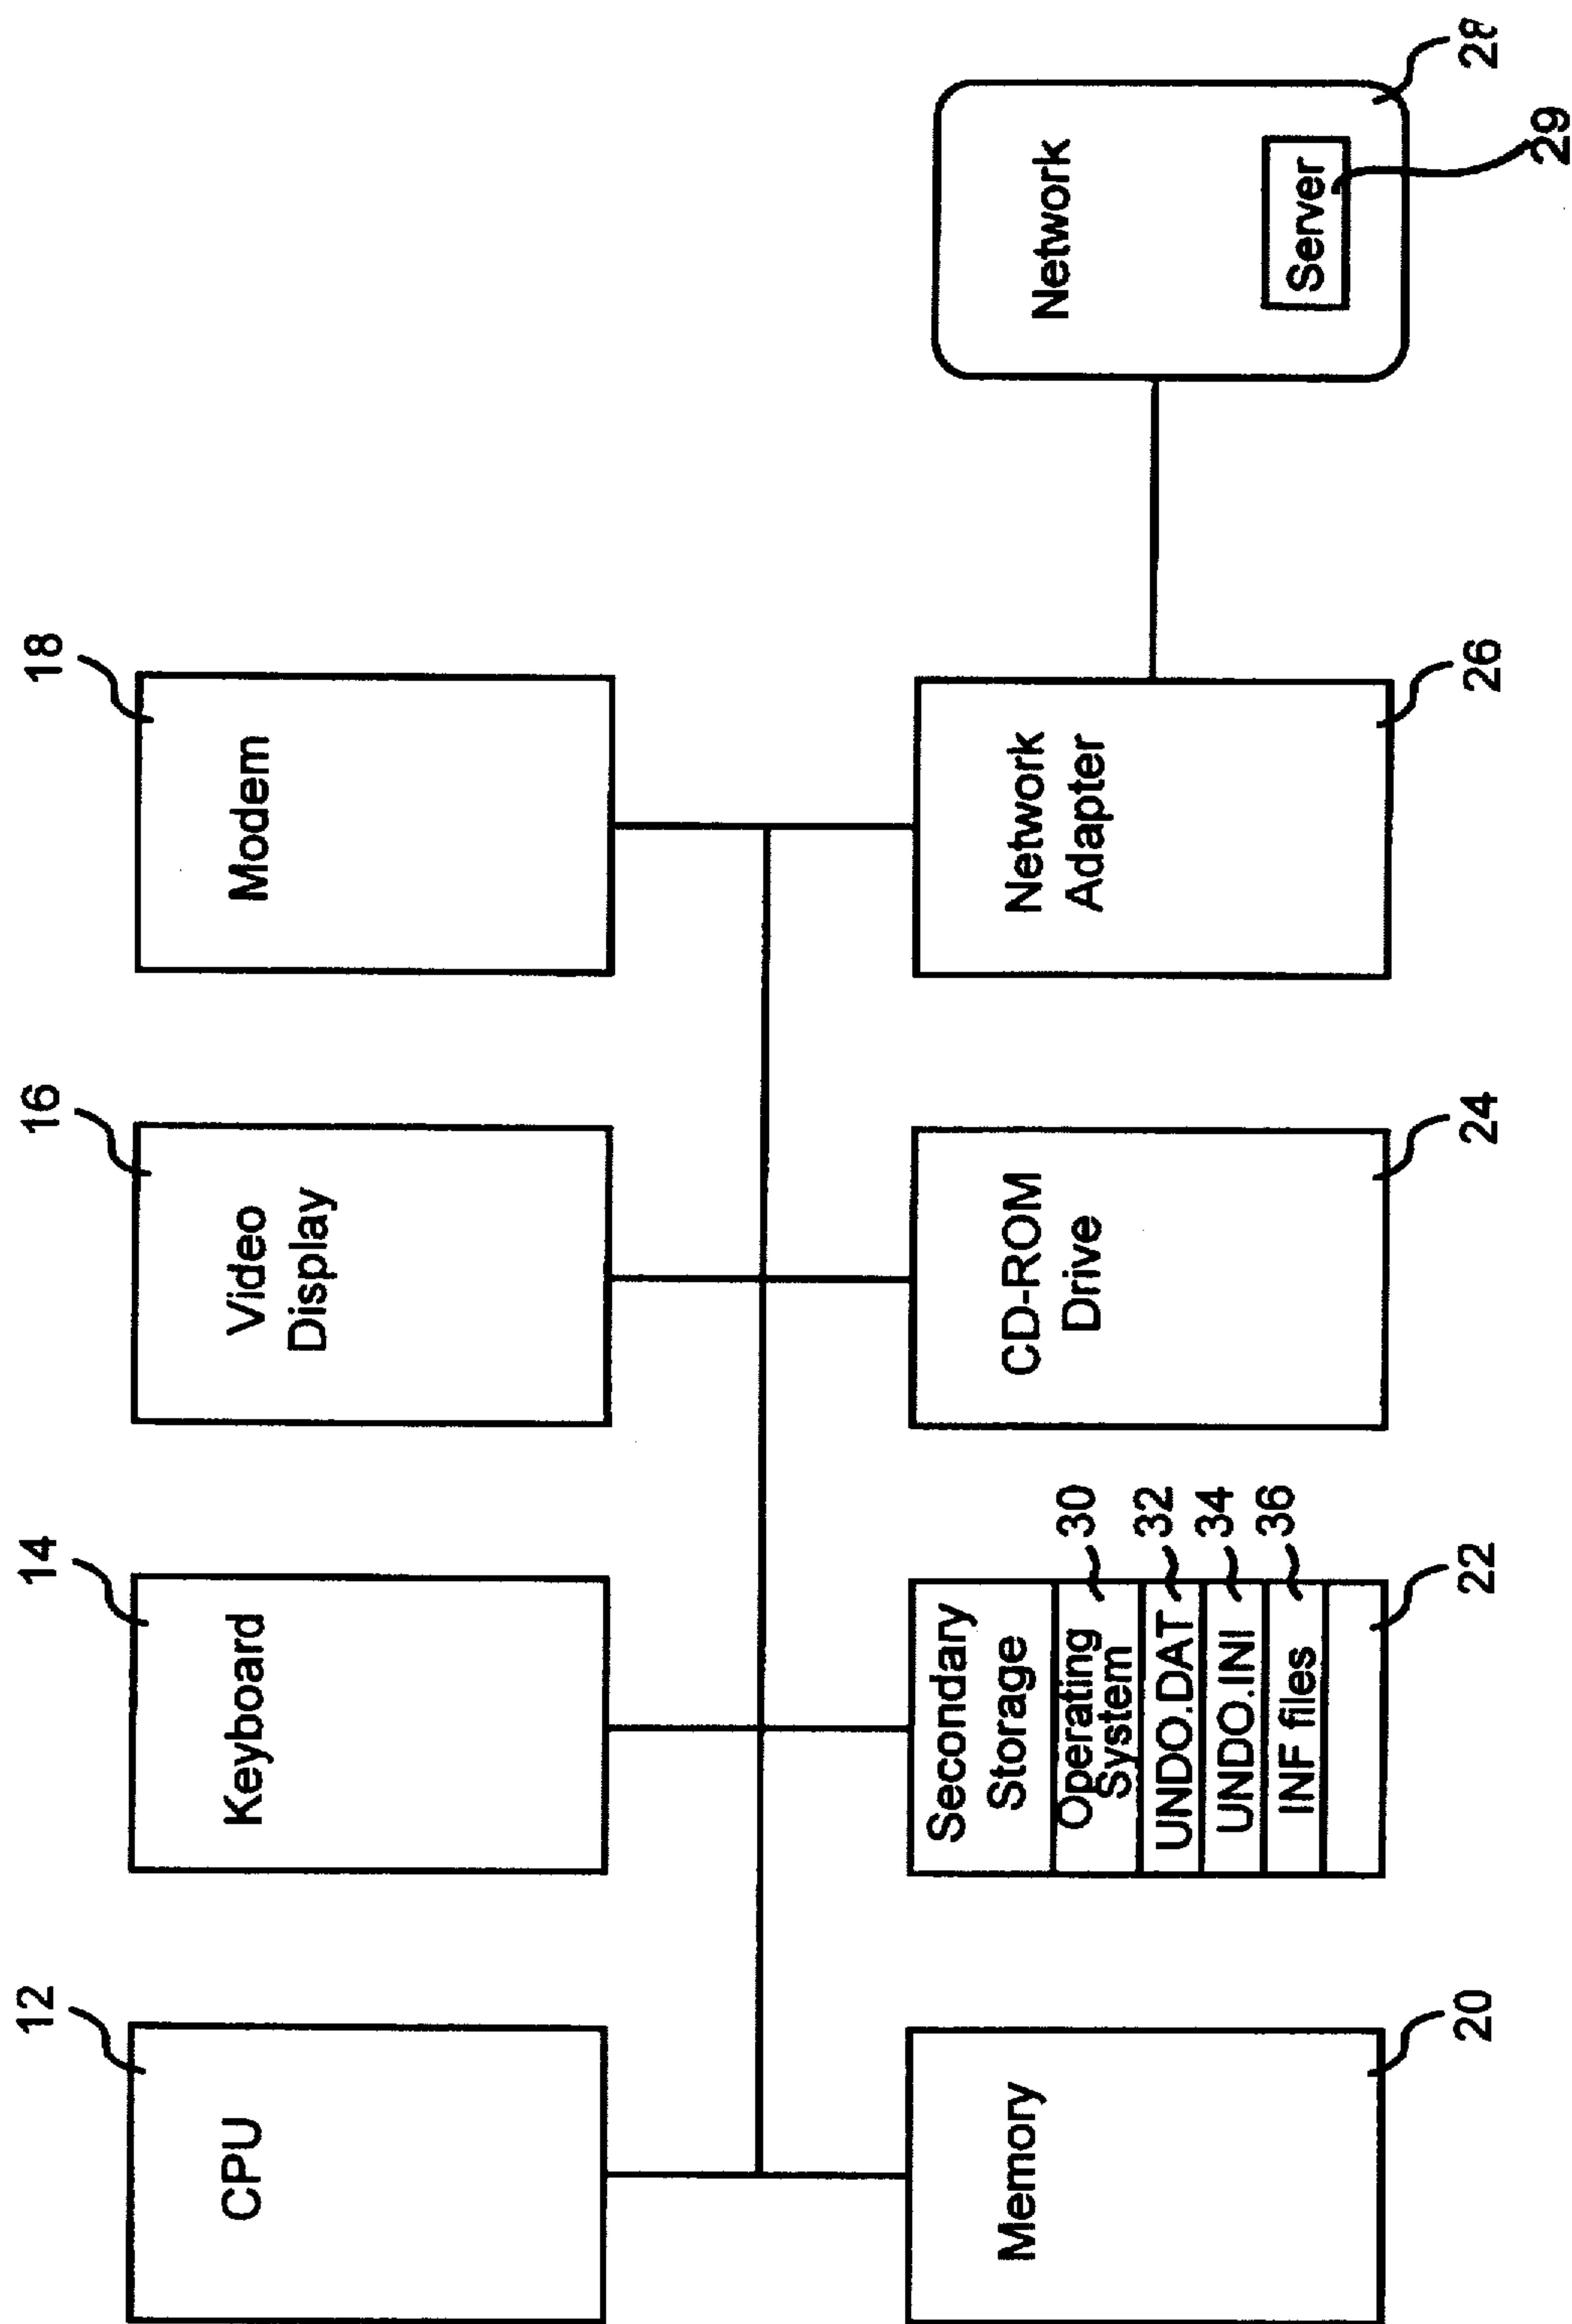 12
14
16
18
CPU
Keyboard
Video
Display
Modem
Memory
Secondary
Storage
Operating
System
UNDO.DAT
UNDO.INI
INF files
30
32
34
36
CD-ROM
Drive
Network
Adapter
Network
Server
20
22
24
26
28
29